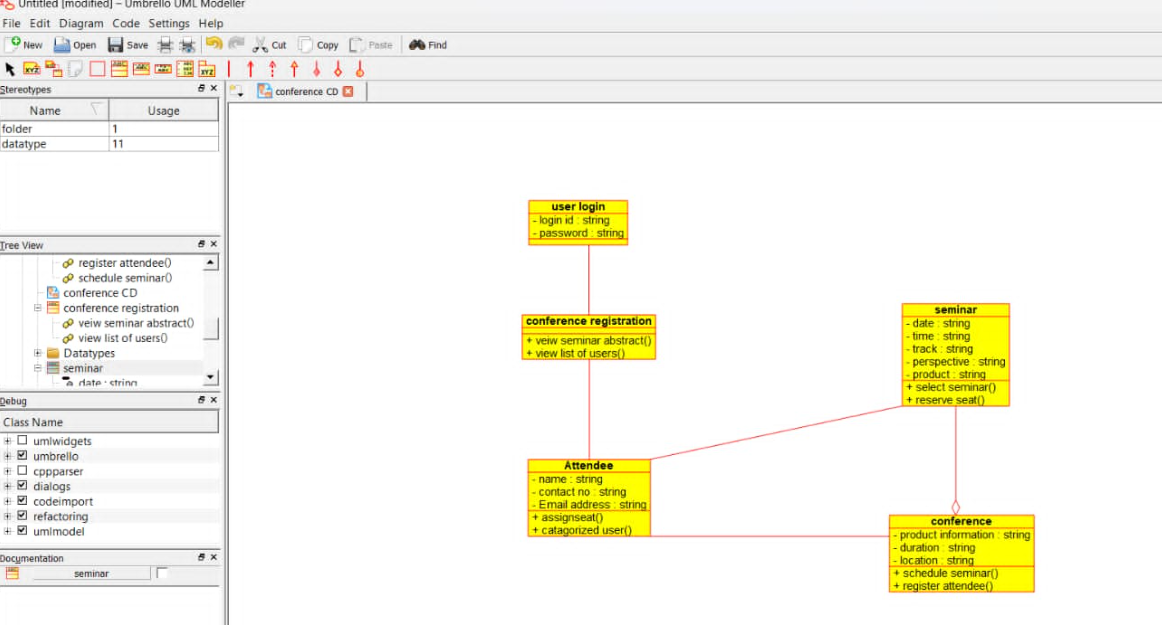 Untitled [modified] – Umbrello UML Modeller
File Edit Diagram Code Settings Help
New Open Save Cut Copy Paste Find
XYZ XYZ
Stereotypes
conference CD
Name Usage
folder 1
datatype 11
Tree View
register attendee()
schedule seminar()
conference CD
conference registration
veiw seminar abstract()
view list of users()
Datatypes
seminar
date : string
Debug
Class Name
umlwidgets
umbrello
cppparser
dialogs
codeimport
refactoring
umlmodel
Documentation
seminar
user login
- login id : string
- password : string
conference registration
+ veiw seminar abstract()
+ view list of users()
seminar
- date : string
- time : string
- track : string
- perspective : string
- product : string
+ select seminar()
+ reserve seat()
Attendee
- name : string
- contact no : string
- Email address : string
+ assignseat()
+ catagorized user()
conference
- product information : string
- duration : string
- location : string
+ schedule seminar()
+ register attendee()